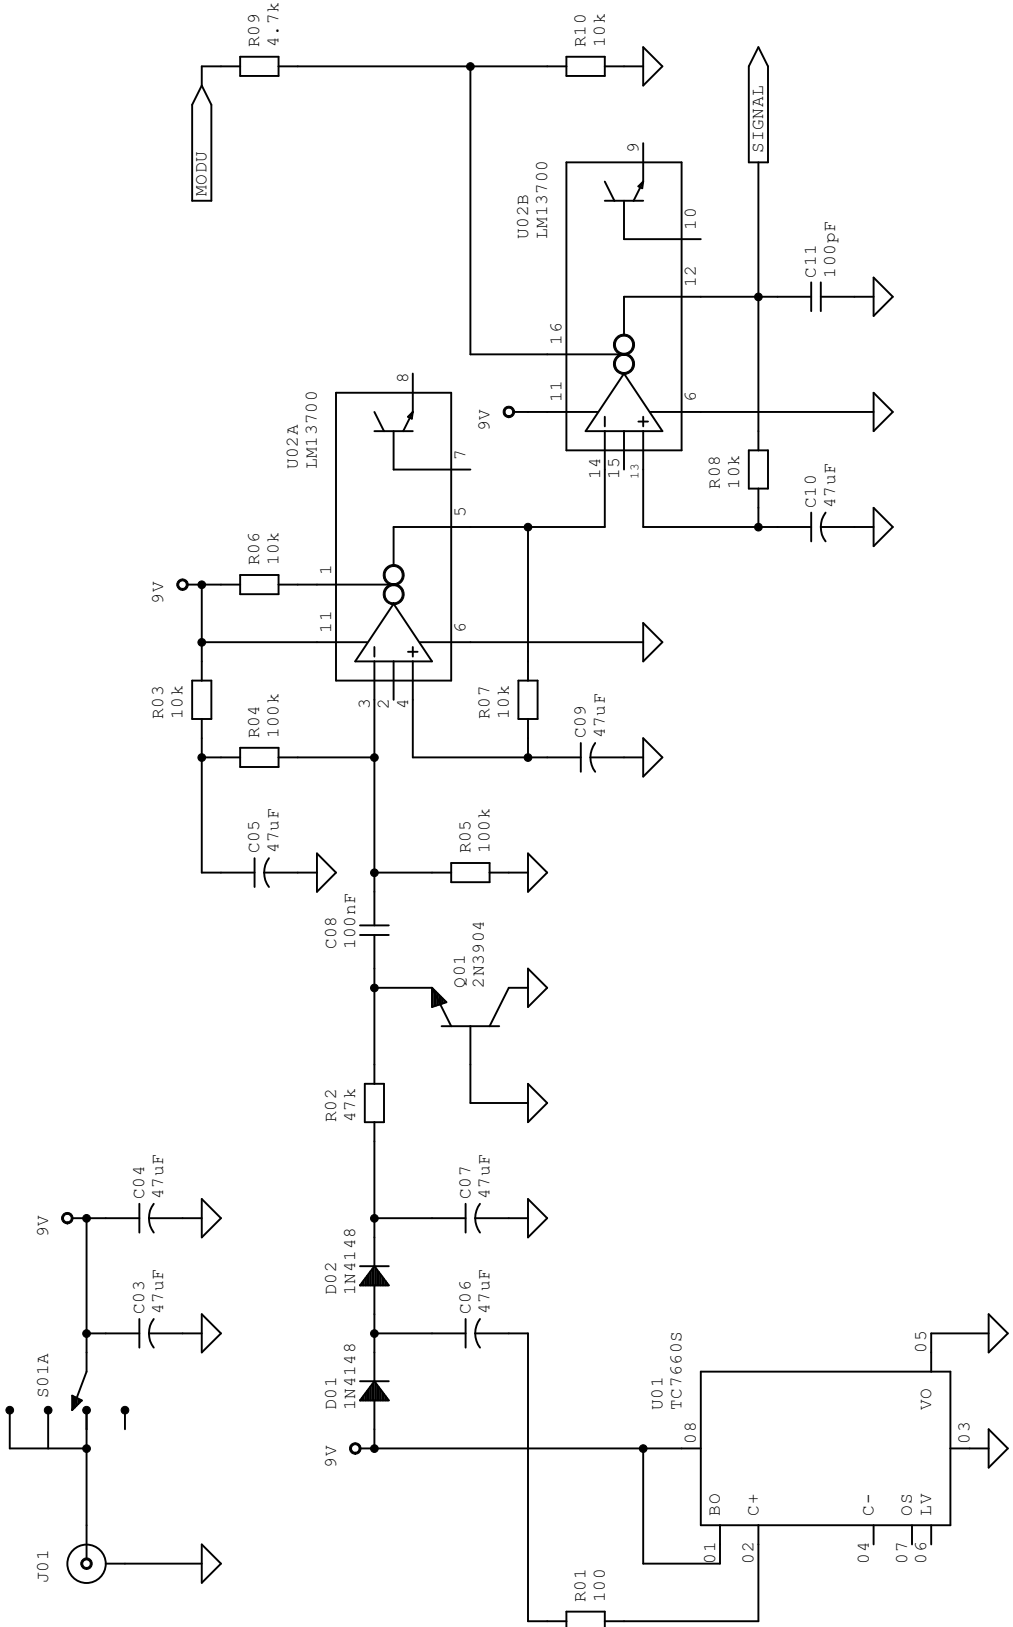 J01
S01A
C03
47uF
C04
47uF
9V
9V
D01
1N4148
D02
1N4148
C06
47uF
C07
47uF
R01
100
U01
TC7660S
08
BO
01
C+
02
C-
04
OS
07
LV
06
VO
05
03
R02
47k
Q01
2N3904
C08
100nF
R05
100k
C05
47uF
R03
10k
R04
100k
9V
R06
10k
U02A
LM13700
11
1
3
2
4
6
5
7
8
-
+
R07
10k
C09
47uF
9V
U02B
LM13700
11
16
14
15
13
6
12
10
9
-
+
R08
10k
C10
47uF
C11
100pF
MODU
R09
4.7k
R10
10k
SIGNAL